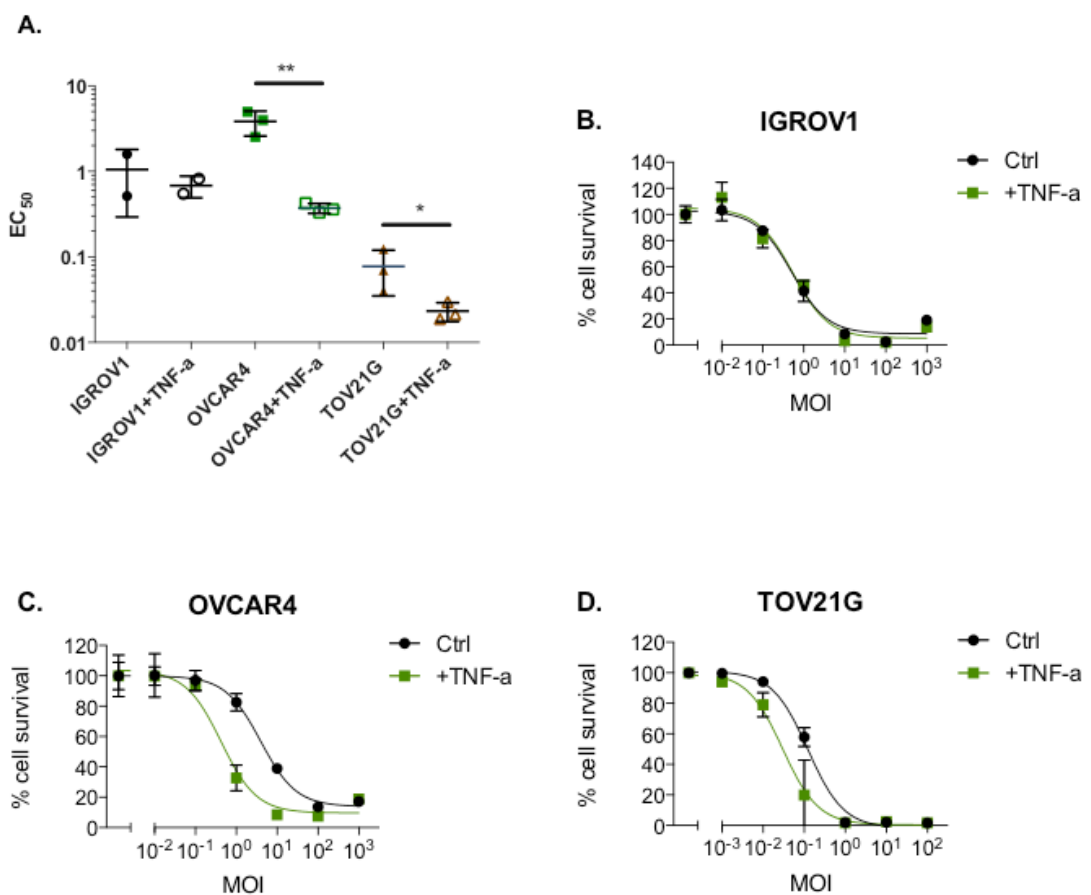 A.
**
10
1
0.1
0.01
EC50
*
IGROV1
IGROV1+TNF-a
OVCAR4
OVCAR4+TNF-a
TOV21G
TOV21G+TNF-a
B.
IGROV1
Ctrl
+TNF-a
140
120
100
80
60
40
20
0
% cell survival
10-2 10-1 100 101 102 103
MOI
C.
OVCAR4
Ctrl
+TNF-a
120
100
80
60
40
20
0
% cell survival
10-2 10-1 100 101 102 103
MOI
D.
TOV21G
Ctrl
+TNF-a
120
100
80
60
40
20
0
% cell survival
10-3 10-2 10-1 100 101 102
MOI